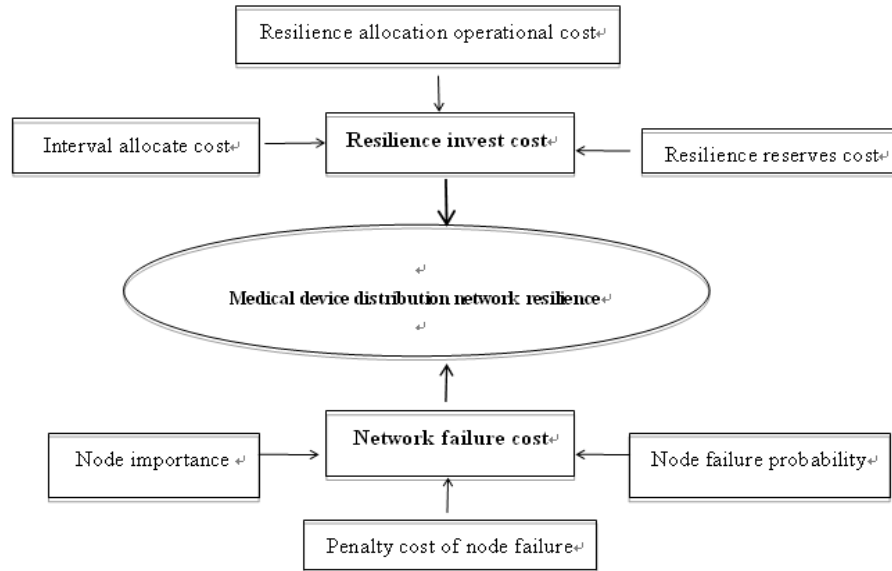 Resilience allocation operational cost↵
Interval allocate cost↵
Resilience invest cost↵
Resilience reserves cost↵
↵
Medical device distribution network resilience↵
↵
Network failure cost↵
Node importance ↵
Node failure probability↵
Penalty cost of node failure↵